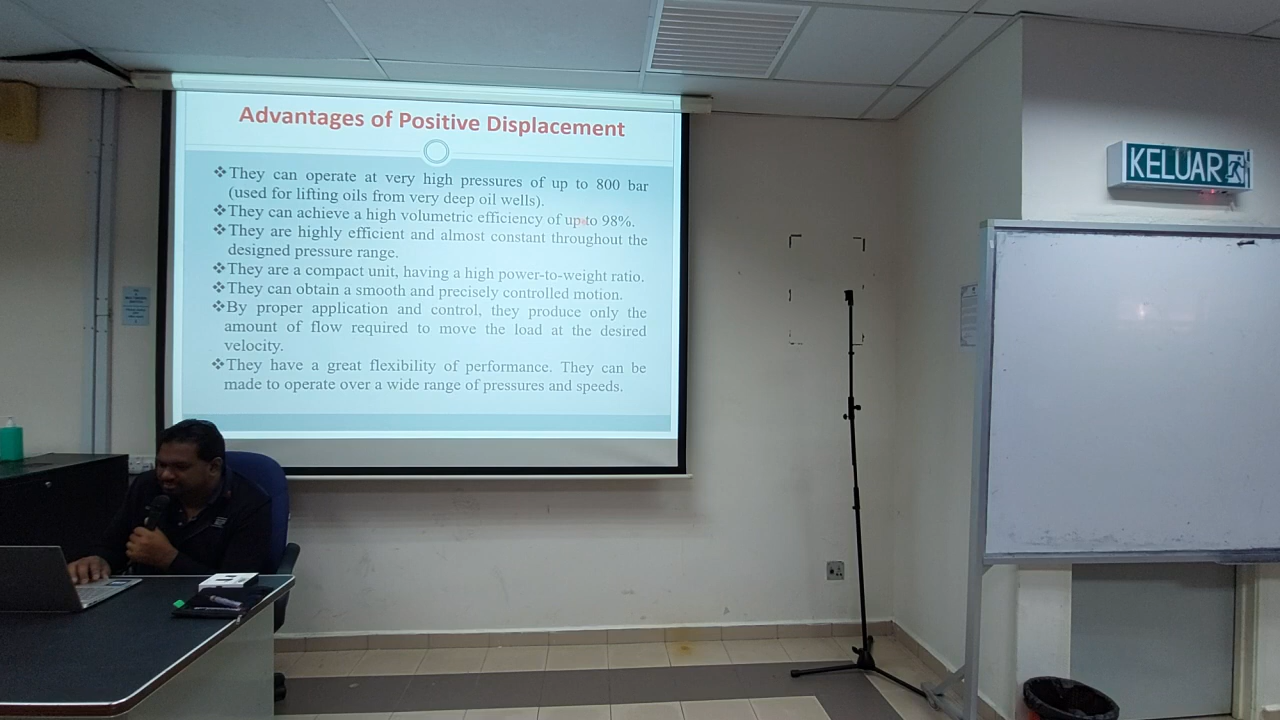 Advantages of Positive Displacement
❖They can operate at very high pressures of up to 800 bar
(used for lifting oils from very deep oil wells).
❖They can achieve a high volumetric efficiency of up to 98%.
❖They are highly efficient and almost constant throughout the
designed pressure range.
❖They are a compact unit, having a high power-to-weight ratio.
❖They can obtain a smooth and precisely controlled motion.
❖By proper application and control, they produce only the
amount of flow required to move the load at the desired
velocity.
❖They have a great flexibility of performance. They can be
made to operate over a wide range of pressures and speeds.
KELUAR